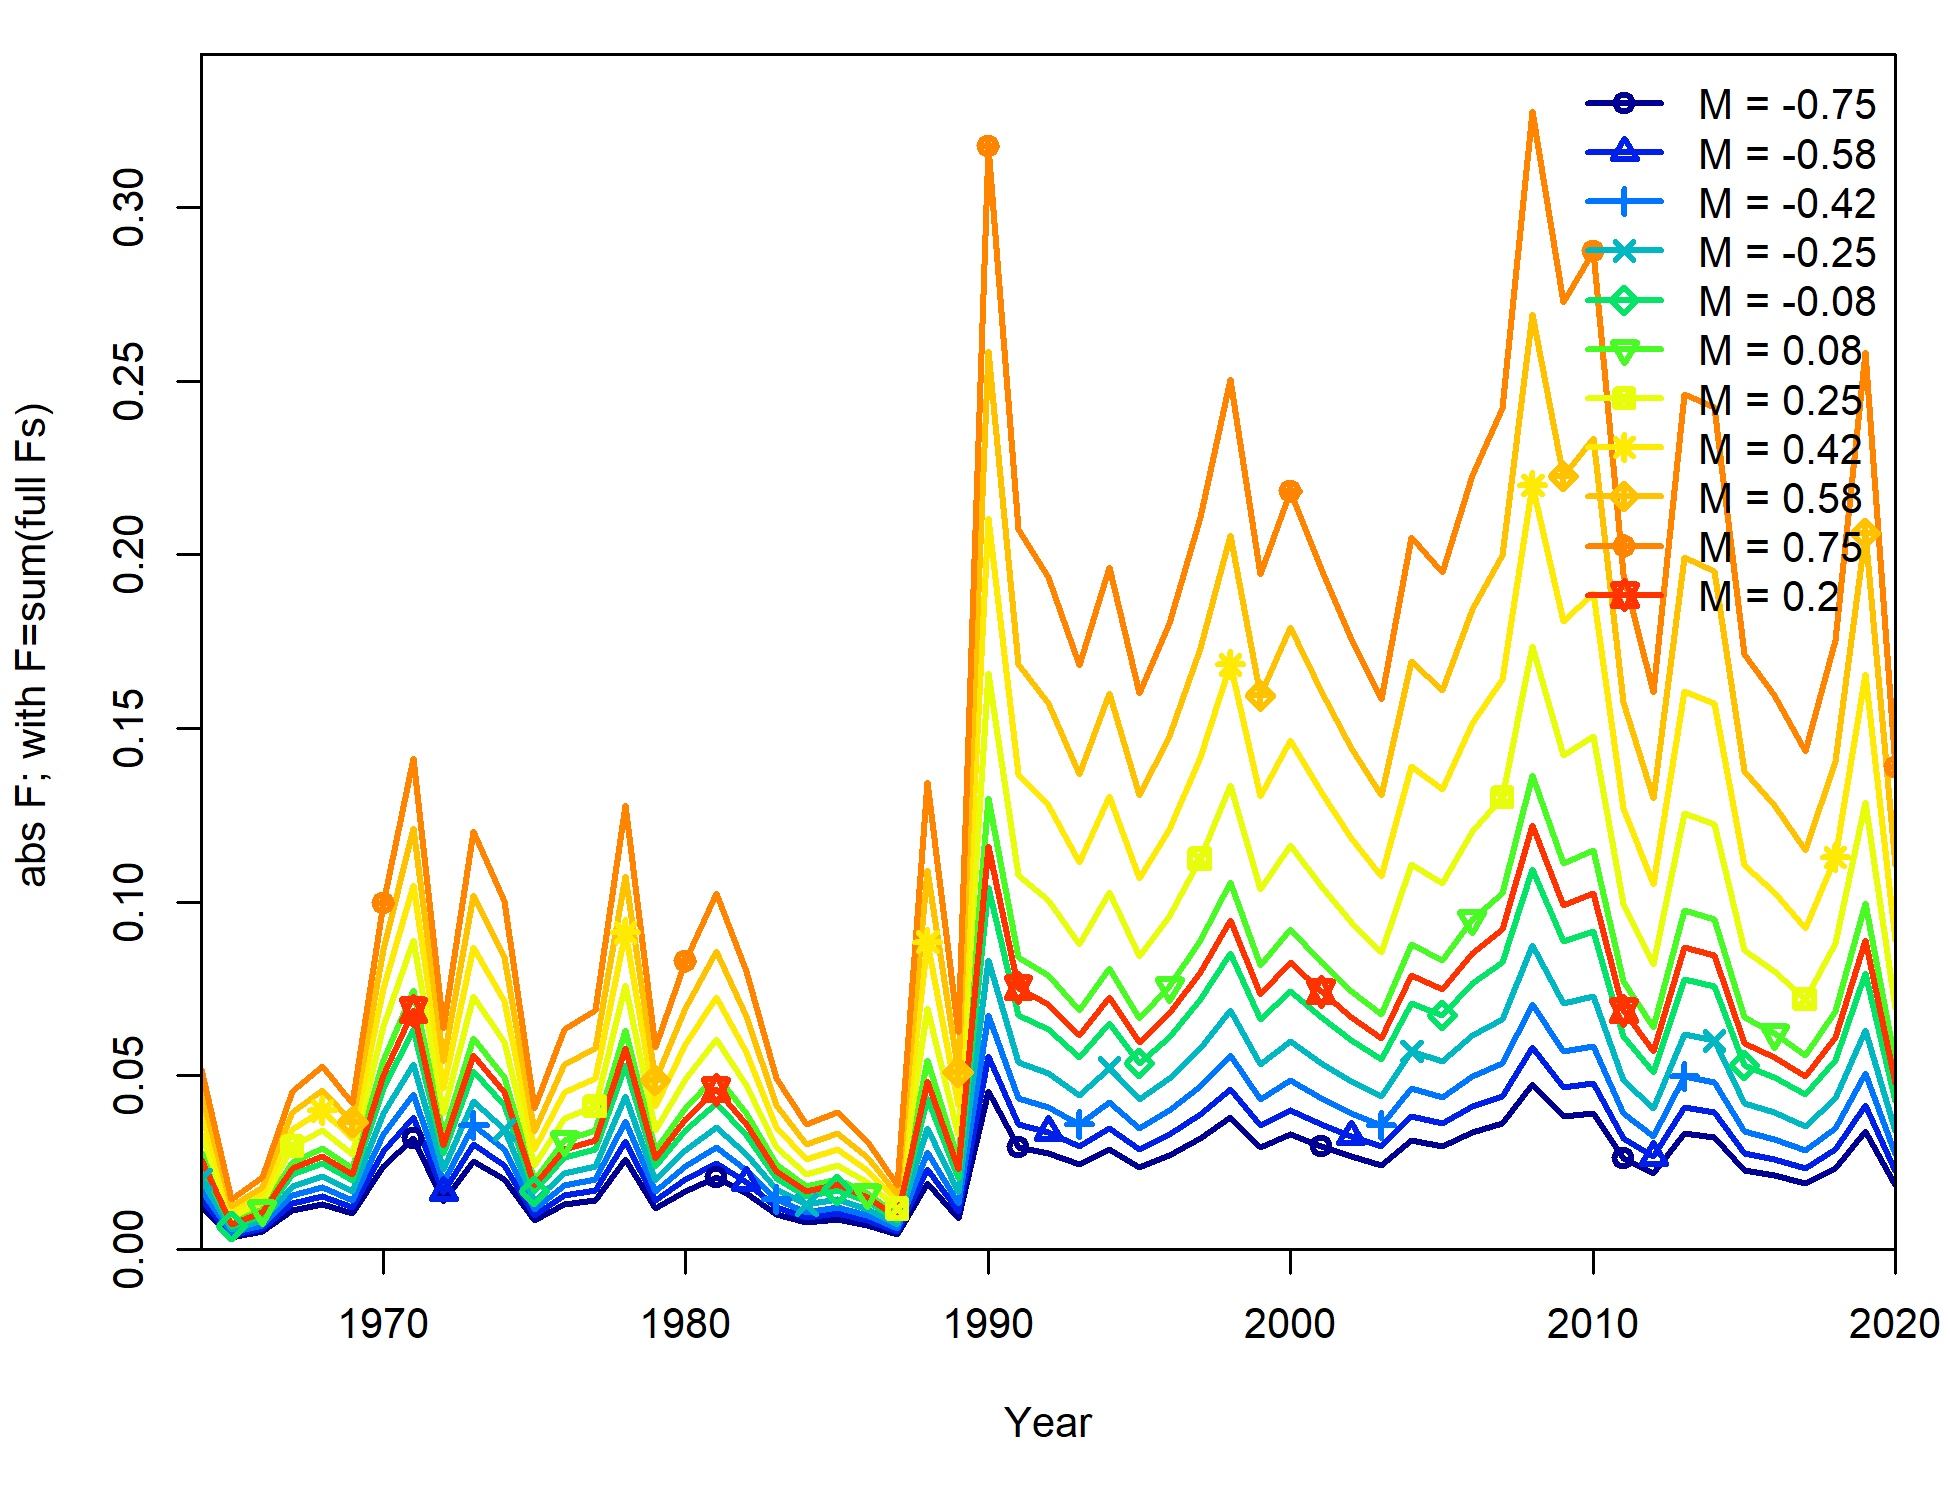 M = -0.75
M = -0.58
M = -0.42
M = -0.25
M = -0.08
M = 0.08
M = 0.25
M = 0.42
M = 0.58
M = 0.75
M = 0.2
abs F; with F=sum(full Fs)
0.30
0.25
0.20
0.15
0.10
0.05
0.00
1970 1980 1990 2000 2010 2020
Year